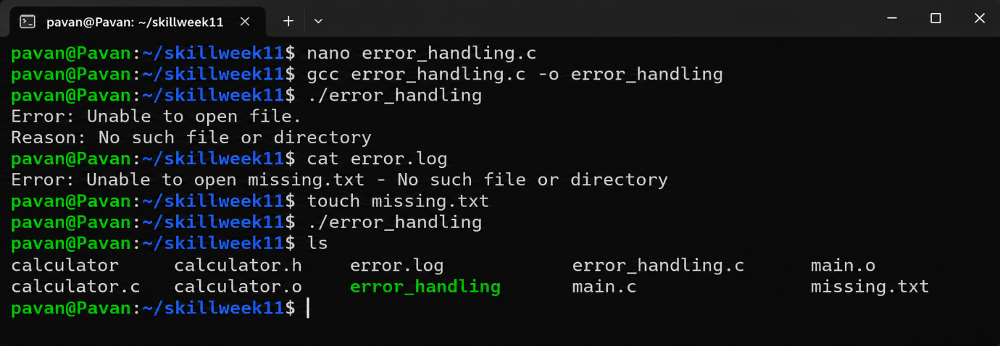 pavan@Pavan: ~/skillweek11
pavan@Pavan:~/skillweek11$ nano error_handling.c
pavan@Pavan:~/skillweek11$ gcc error_handling.c -o error_handling
pavan@Pavan:~/skillweek11$ ./error_handling
Error: Unable to open file.
Reason: No such file or directory
pavan@Pavan:~/skillweek11$ cat error.log
Error: Unable to open missing.txt - No such file or directory
pavan@Pavan:~/skillweek11$ touch missing.txt
pavan@Pavan:~/skillweek11$ ./error_handling
pavan@Pavan:~/skillweek11$ ls
calculator    calculator.h    error.log    error_handling.c    main.o
calculator.c    calculator.o    error_handling    main.c    missing.txt
pavan@Pavan:~/skillweek11$